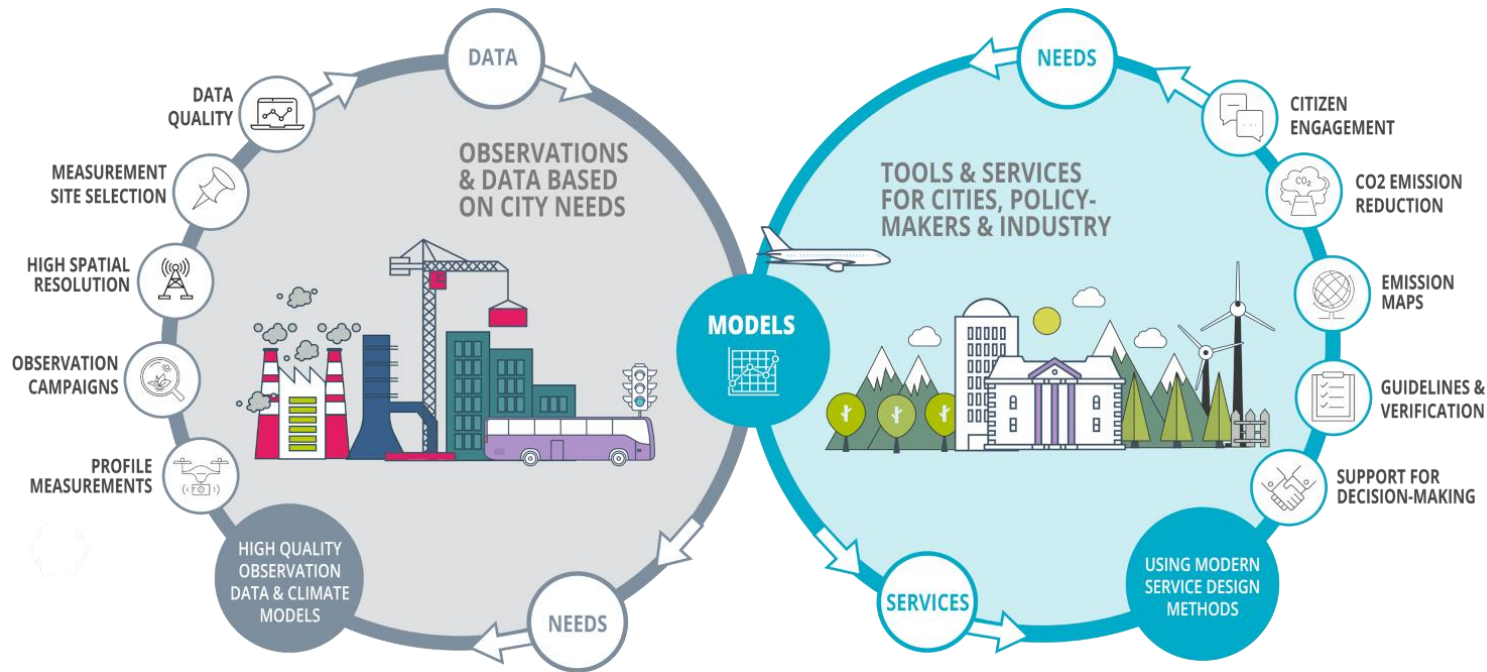 DATA
DATA
QUALITY
MEASUREMENT
SITE SELECTION
HIGH SPATIAL
RESOLUTION
OBSERVATION
CAMPAIGNS
PROFILE
MEASUREMENTS
HIGH QUALITY
OBSERVATION
DATA & CLIMATE
MODELS
NEEDS
OBSERVATIONS
& DATA BASED
ON CITY NEEDS
MODELS
NEEDS
TOOLS & SERVICES
FOR CITIES, POLICY-
MAKERS & INDUSTRY
CITIZEN
ENGAGEMENT
CO₂
CO2 EMISSION
REDUCTION
EMISSION
MAPS
GUIDELINES &
VERIFICATION
SUPPORT FOR
DECISION-MAKING
USING MODERN
SERVICE DESIGN
METHODS
SERVICES